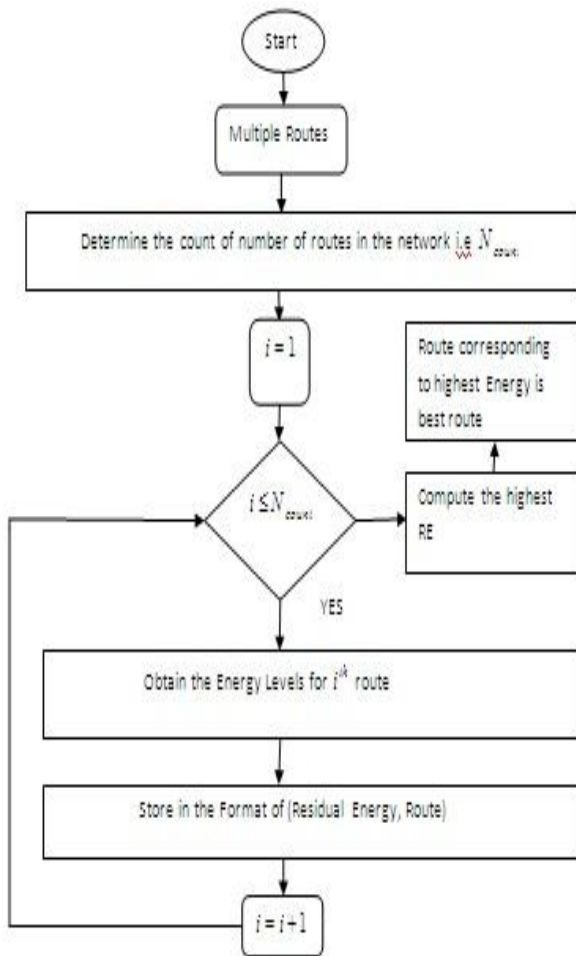 Start
Multiple Routes
Determine the count of number of routes in the network i.e N_count
i = 1
Route corresponding
to highest Energy is
best route
i ≤ N_count
Compute the highest
RE
YES
Obtain the Energy Levels for i^th route
Store in the Format of (Residual Energy, Route)
i = i+1